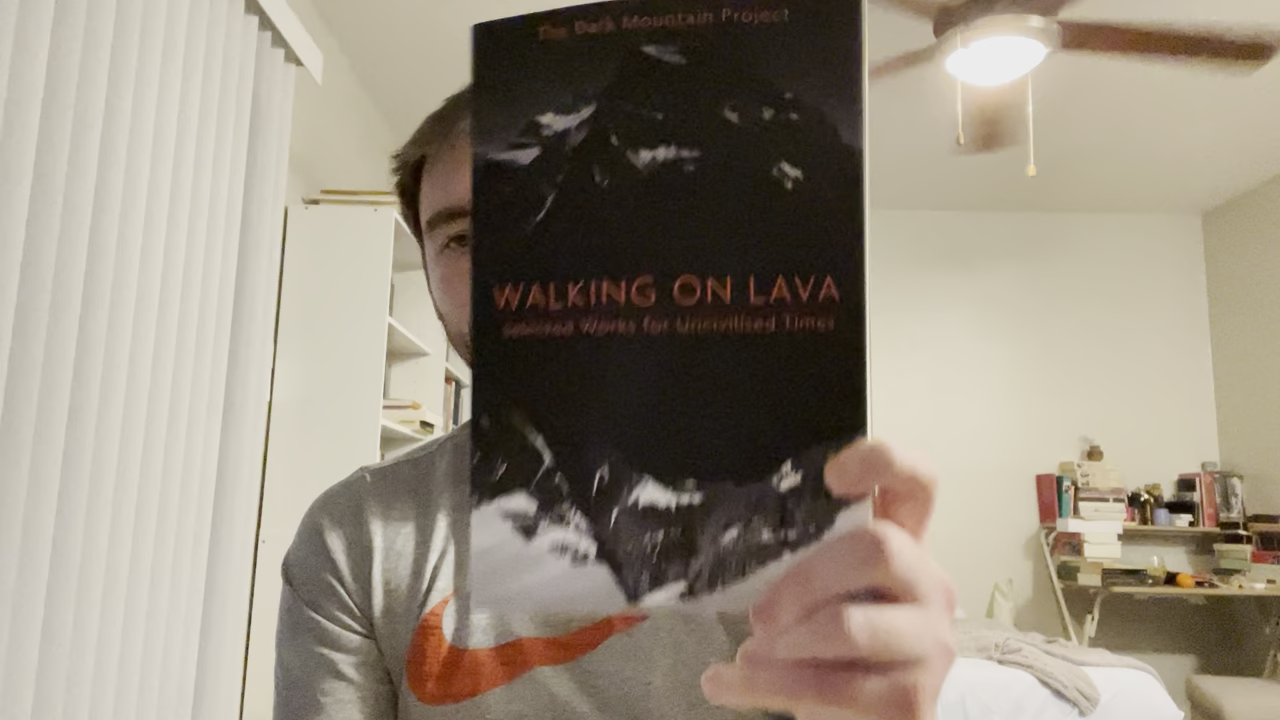 The Dark Mountain Project
WALKING ON LAVA
Selected Works for Uncivilised Times